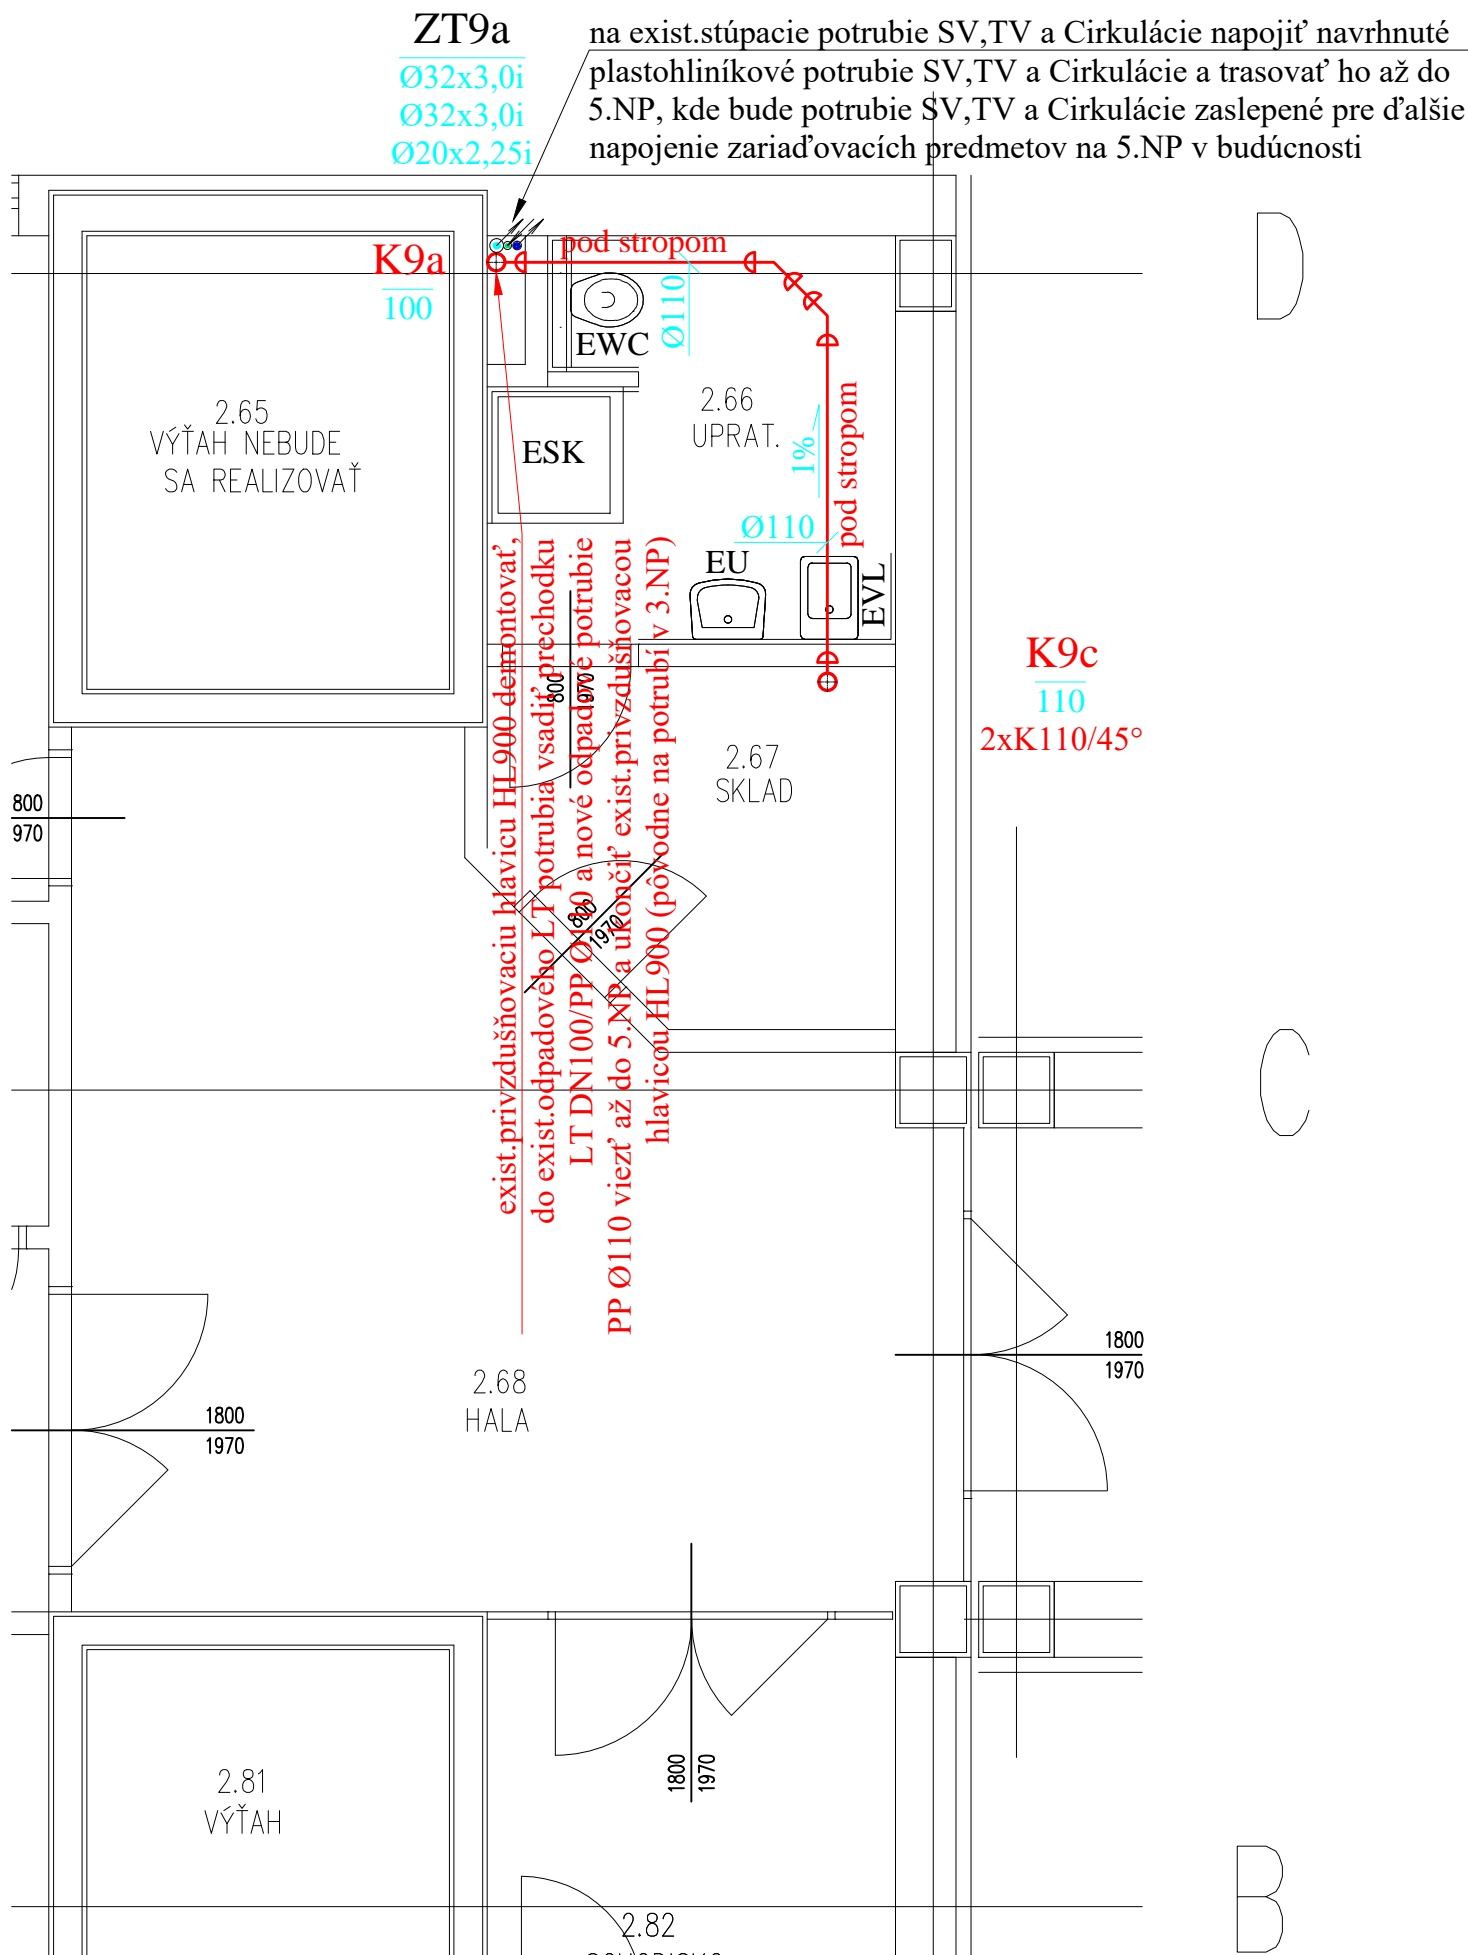 ZT9a
Ø32x3,0i
Ø32x3,0i
Ø20x2,25i
na exist.stúpacie potrubie SV,TV a Cirkulácie napojiť navrhnuté
plastohliníkové potrubie SV,TV a Cirkulácie a trasovať ho až do
5.NP, kde bude potrubie SV,TV a Cirkulácie zaslepené pre ďalšie
napojenie zariaďovacích predmetov na 5.NP v budúcnosti
K9a
100
pod stropom
Ø110
EWC
D
2.65
VÝŤAH NEBUDE
SA REALIZOVAŤ
ESK
2.66
UPRAT.
1%
pod stropom
Ø110
EU
EVL
exist.privzdušňovaciu hlavicu HL900 demontovať,
do exist.odpadového LT potrubia vsadiť prechodku
LT DN100/PP Ø110 a nové odpadové potrubie
PP Ø110 viezť až do 5.NP a ukončiť exist.privzdušňovacou
hlavicou HL900 (pôvodne na potrubí v 3.NP)
800
1970
K9c
110
2xK110/45°
2.67
SKLAD
800
970
800
1970
C
2.68
HALA
1800
1970
1800
1970
1800
1970
2.81
VÝŤAH
B
2.82